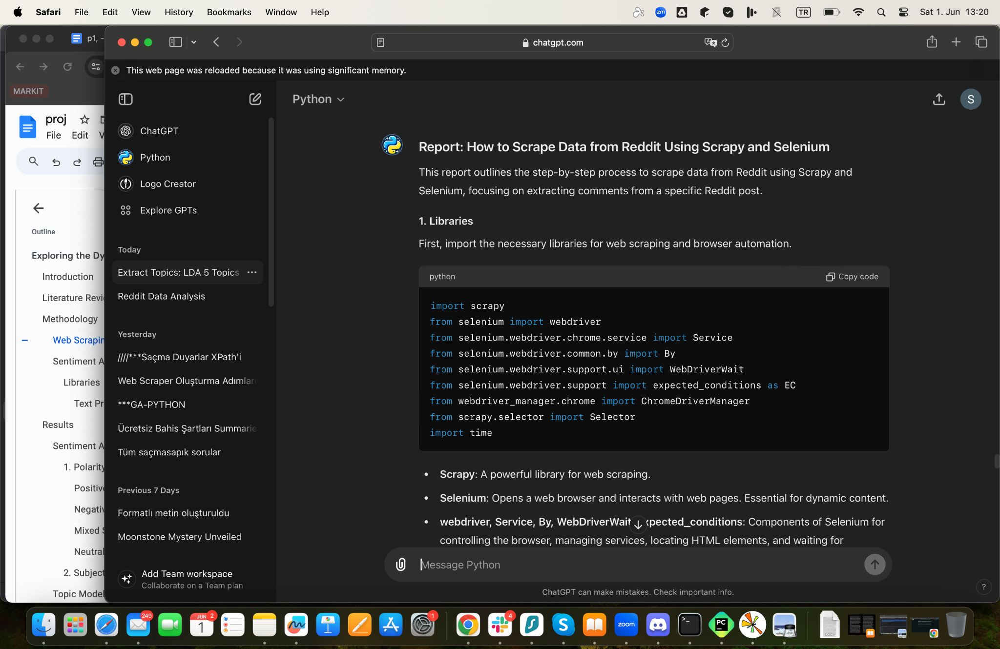 Safari File Edit View History Bookmarks Window Help
zm
TR
Sat 1. Jun 13:20
p1, -
chatgpt.com
This web page was reloaded because it was using significant memory.
MARKIT
proj
File Edit V
Outline
Exploring the Dy
Introduction
Literature Revi
Methodology
Web Scrapin
Sentiment A
Libraries
Text Pr
Results
Sentiment A
1. Polarity
Positive
Negativ
Mixed S
Neutral
2. Subject
Topic Model
ChatGPT
Python
Logo Creator
Explore GPTs
Today
Extract Topics: LDA 5 Topics
Reddit Data Analysis
Yesterday
////***Saçma Duyarlar XPath'i
Web Scraper Oluşturma Adımları
***GA-PYTHON
Ücretsiz Bahis Şartları Summarie
Tüm saçmasapık sorular
Previous 7 Days
Formatlı metin oluşturuldu
Moonstone Mystery Unveiled
Add Team workspace
Collaborate on a Team plan
Python
S
Report: How to Scrape Data from Reddit Using Scrapy and Selenium
This report outlines the step-by-step process to scrape data from Reddit using Scrapy and
Selenium, focusing on extracting comments from a specific Reddit post.
1. Libraries
First, import the necessary libraries for web scraping and browser automation.
python
Copy code
import scrapy
from selenium import webdriver
from selenium.webdriver.chrome.service import Service
from selenium.webdriver.common.by import By
from selenium.webdriver.support.ui import WebDriverWait
from selenium.webdriver.support import expected_conditions as EC
from webdriver_manager.chrome import ChromeDriverManager
from scrapy.selector import Selector
import time
• Scrapy: A powerful library for web scraping.
• Selenium: Opens a web browser and interacts with web pages. Essential for dynamic content.
• webdriver, Service, By, WebDriverWait xpected_conditions: Components of Selenium for
controlling the browser, managing services, locating HTML elements, and waiting for
Message Python
ChatGPT can make mistakes. Check important info.
?
249
JUN 2
1
1
4
S
zoom
>_
PC
DOCX